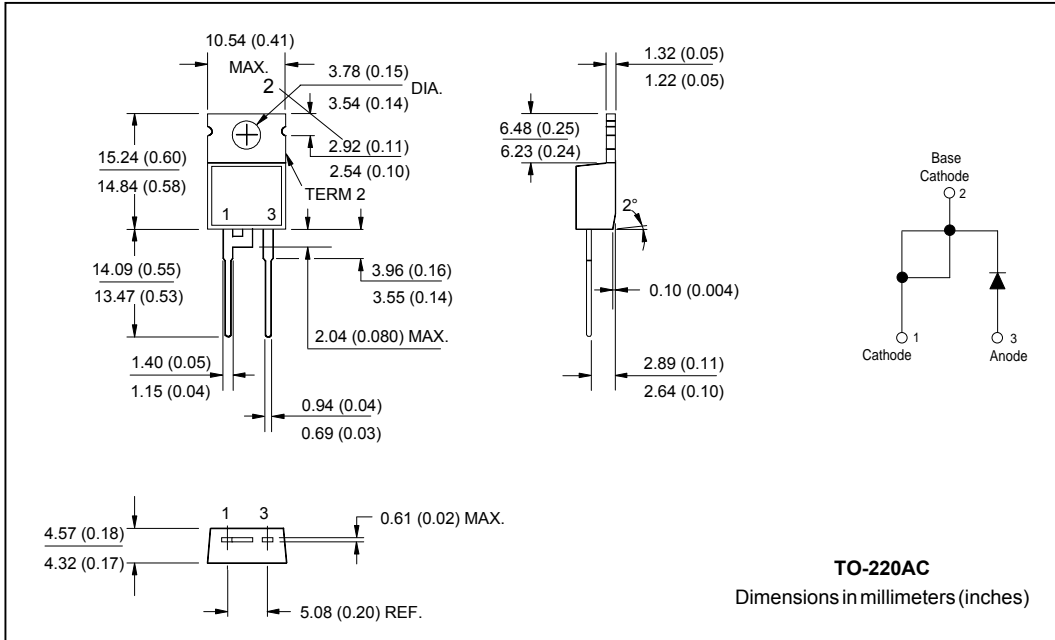 10.54 (0.41)
MAX.
2
3.78 (0.15)
DIA.
3.54 (0.14)
2.92 (0.11)
2.54 (0.10)
TERM 2
15.24 (0.60)
14.84 (0.58)
1 3
14.09 (0.55)
13.47 (0.53)
3.96 (0.16)
3.55 (0.14)
2.04 (0.080) MAX.
1.40 (0.05)
1.15 (0.04)
0.94 (0.04)
0.69 (0.03)
1.32 (0.05)
1.22 (0.05)
6.48 (0.25)
6.23 (0.24)
2°
0.10 (0.004)
2.89 (0.11)
2.64 (0.10)
Base
Cathode
2
1
Cathode
3
Anode
1 3
4.57 (0.18)
4.32 (0.17)
0.61 (0.02) MAX.
5.08 (0.20) REF.
TO-220AC
Dimensions in millimeters (inches)